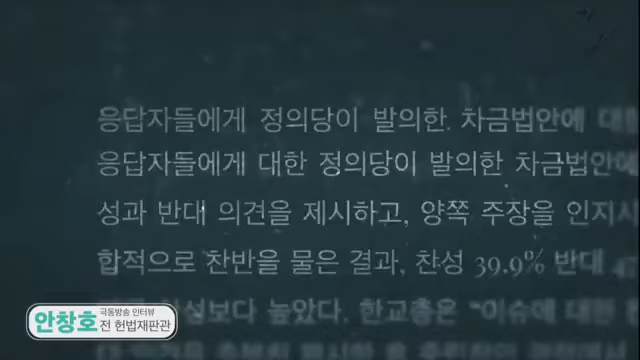 응답자들에게 정의당이 발의한 차금법안에 대한
응답자들에게 대한 정의당이 발의한 차금법안에
성과 반대 의견을 제시하고, 양쪽 주장을 인지시
합적으로 찬반을 물은 결과, 찬성 39.9% 반대
높았다. 한교총은
안창호
극동방송 인터뷰
전 헌법재판관